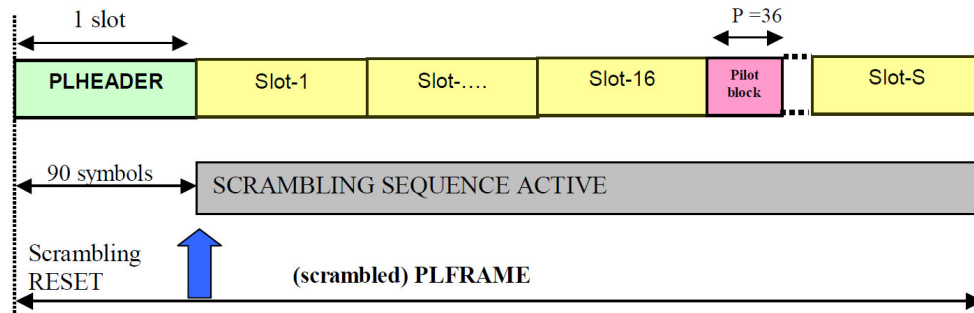 1 slot
P =36
PLHEADER
Slot-1
Slot-....
Slot-16
Pilot
block
Slot-S
90 symbols
SCRAMBLING SEQUENCE ACTIVE
Scrambling
RESET
(scrambled) PLFRAME